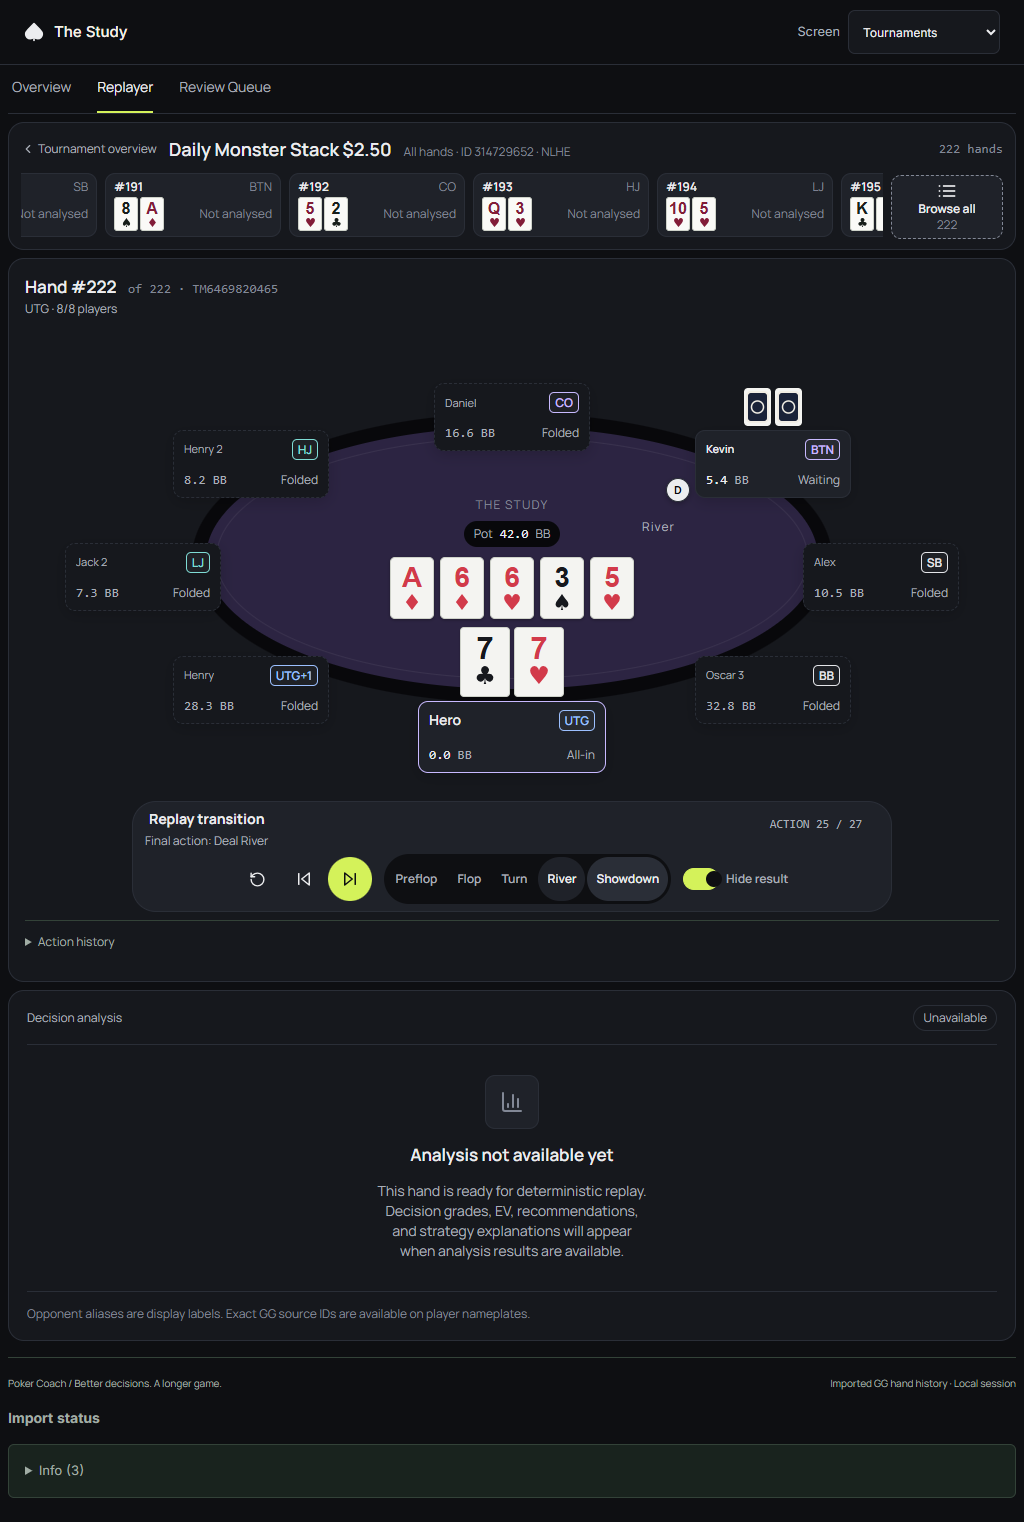 The Study
Screen
Tournaments
Overview
Replayer
Review Queue
Tournament overview
Daily Monster Stack $2.50
All hands · ID 314729652 · NLHE
222 hands
SB
Not analysed
#191
BTN
8
A
Not analysed
#192
CO
5
2
Not analysed
#193
HJ
Q
3
Not analysed
#194
LJ
10
5
Not analysed
#195
K
Browse all
222
Hand #222
of 222 · TM6469820465
UTG · 8/8 players
Daniel
CO
16.6 BB
Folded
Henry 2
HJ
8.2 BB
Folded
Kevin
BTN
5.4 BB
Waiting
D
THE STUDY
River
Pot 42.0 BB
Jack 2
LJ
7.3 BB
Folded
A
6
6
3
5
Alex
SB
10.5 BB
Folded
7
7
Henry
UTG+1
28.3 BB
Folded
Oscar 3
BB
32.8 BB
Folded
Hero
UTG
0.0 BB
All-in
Replay transition
ACTION 25 / 27
Final action: Deal River
Preflop
Flop
Turn
River
Showdown
Hide result
Action history
Decision analysis
Unavailable
Analysis not available yet
This hand is ready for deterministic replay.
Decision grades, EV, recommendations,
and strategy explanations will appear
when analysis results are available.
Opponent aliases are display labels. Exact GG source IDs are available on player nameplates.
Poker Coach / Better decisions. A longer game.
Imported GG hand history · Local session
Import status
Info (3)